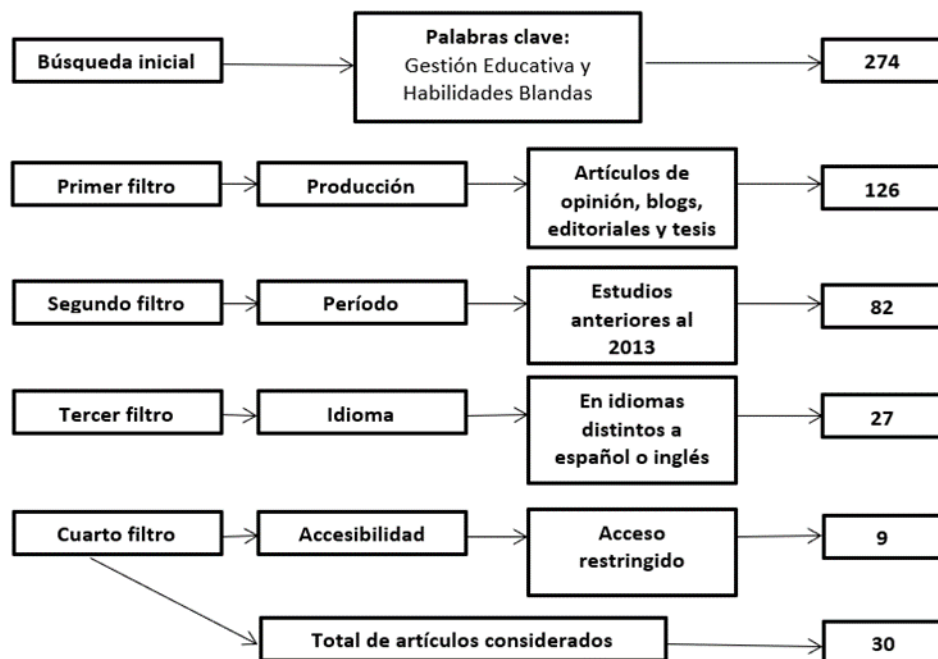 Búsqueda inicial
Palabras clave:
Gestión Educativa y
Habilidades Blandas
274
Primer filtro
Producción
Artículos de
opinión, blogs,
editoriales y tesis
126
Segundo filtro
Período
Estudios
anteriores al
2013
82
Tercer filtro
Idioma
En idiomas
distintos a
español o inglés
27
Cuarto filtro
Accesibilidad
Acceso
restringido
9
Total de artículos considerados
30